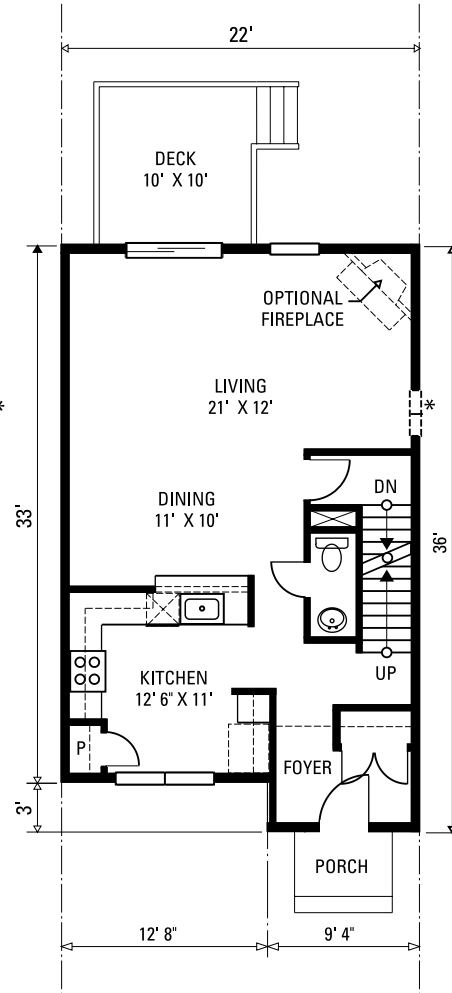 22'
DECK
10' X 10'
OPTIONAL
FIREPLACE
LIVING
21' X 12'
*
*
DN
DINING
11' X 10'
33'
36'
UP
KITCHEN
12' 6" X 11'
P
FOYER
3'
PORCH
12' 8"
9' 4"